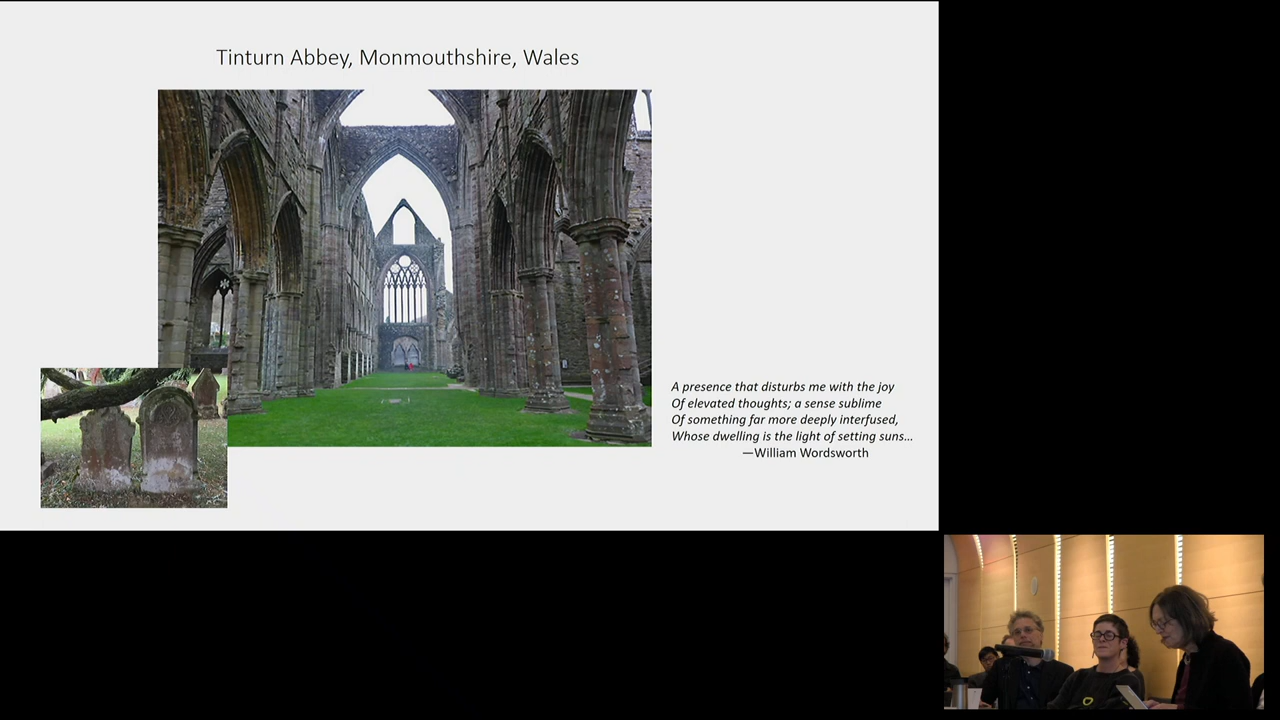 Tinturn Abbey, Monmouthshire, Wales
A presence that disturbs me with the joy
Of elevated thoughts; a sense sublime
Of something far more deeply interfused,
Whose dwelling is the light of setting suns…
—William Wordsworth